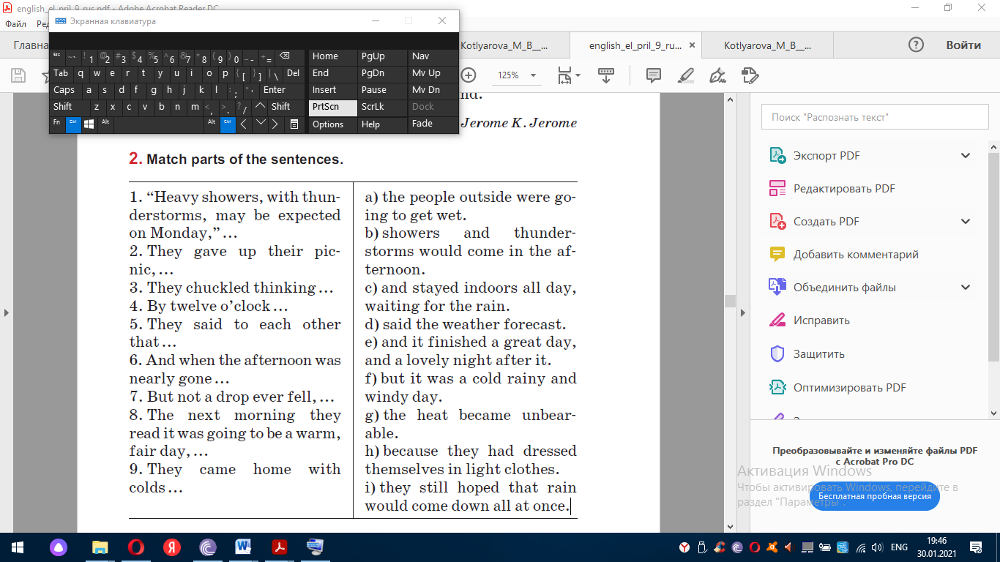 english_el_pril_9_rus.pdf - Adobe Acrobat Reader DC
Файл
Экранная клавиатура
Esc ~` !1 @2 #3 $4 %5 ^6 &7 *8 (9 )0 _- += Home PgUp Nav
Tab q w e r t y u i o p {[ }] |\ Del End PgDn Mv Up
Caps a s d f g h j k l :; "' Enter Insert Pause Mv Dn
Shift z x c v b n m <, >. ?/ Shift PrtScn ScrLk Dock
Fn Ctrl Alt Alt Ctrl Options Help Fade
Kotlyarova_M_B__...
english_el_pril_9_ru... ×
Kotlyarova_M_B__...
Войти
125%
Jerome K. Jerome
2. Match parts of the sentences.
1. “Heavy showers, with thun-
derstorms, may be expected
on Monday,” ...
2. They gave up their pic-
nic, ...
3. They chuckled thinking ...
4. By twelve o’clock ...
5. They said to each other
that ...
6. And when the afternoon was
nearly gone ...
7. But not a drop ever fell, ...
8. The next morning they
read it was going to be a warm,
fair day, ...
9. They came home with
colds ...
a) the people outside were go-
ing to get wet.
b) showers and thunder-
storms would come in the af-
ternoon.
c) and stayed indoors all day,
waiting for the rain.
d) said the weather forecast.
e) and it finished a great day,
and a lovely night after it.
f) but it was a cold rainy and
windy day.
g) the heat became unbear-
able.
h) because they had dressed
themselves in light clothes.
i) they still hoped that rain
would come down all at once.
Поиск "Распознать текст"
Экспорт PDF
Редактировать PDF
Создать PDF
Добавить комментарий
Объединить файлы
Исправить
Защитить
Оптимизировать PDF
Преобразовывайте и изменяйте файлы PDF
с Acrobat Pro DC
Бесплатная пробная версия
Активация Windows
Чтобы активировать Windows, перейдите в
раздел "Параметры".
ENG
19:46
30.01.2021